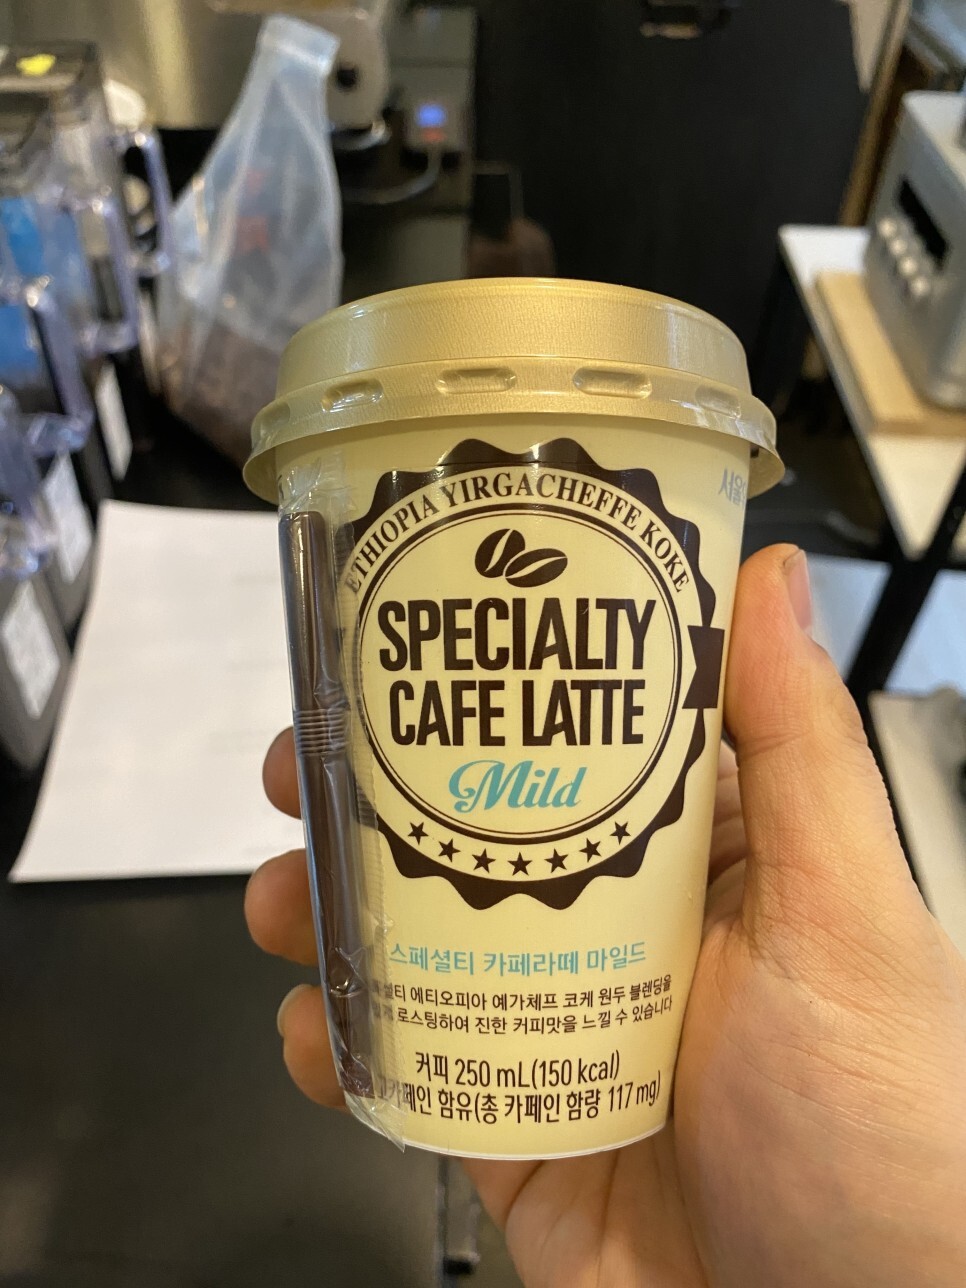 ETHIOPIA YIRGACHEFFE KOKE
SPECIALTY
CAFE LATTE
Mild
스페셜티 카페라떼 마일드
에티오피아 예가체프 코케 원두 블렌딩을
로스팅하여 진한 커피맛을 느낄 수 있습니다
커피 250 mL(150 kcal)
고카페인 함유(총 카페인 함량 117 mg)